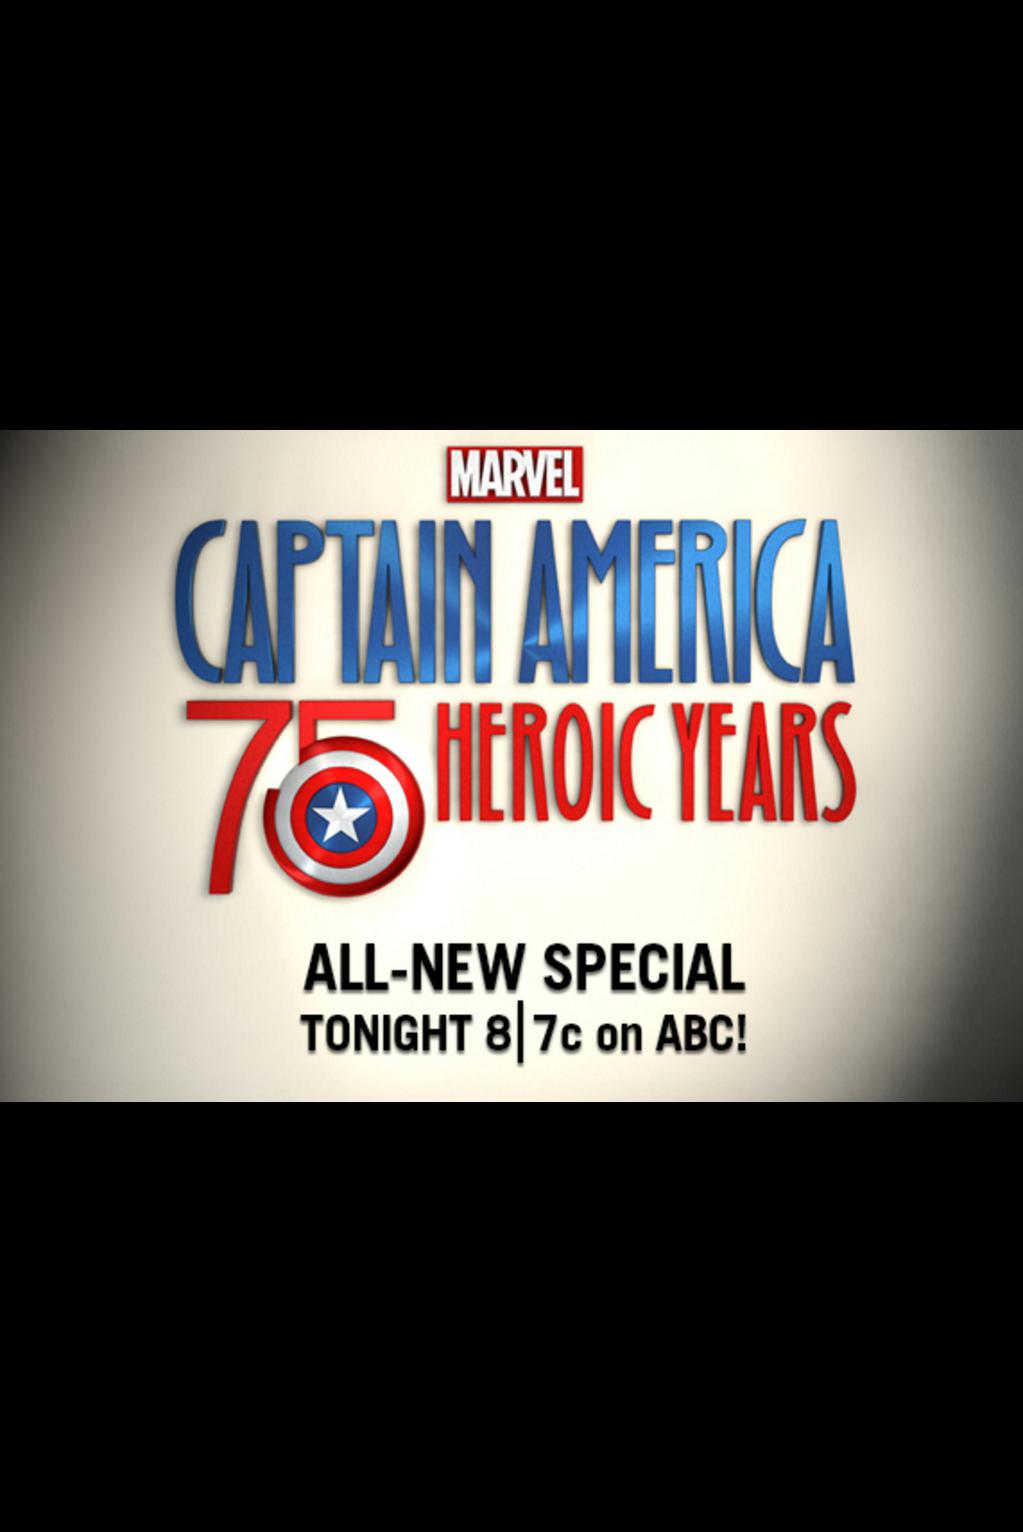 MARVEL
CAPTAIN AMERICA
75 HEROIC YEARS
ALL-NEW SPECIAL
TONIGHT 8|7c on ABC!